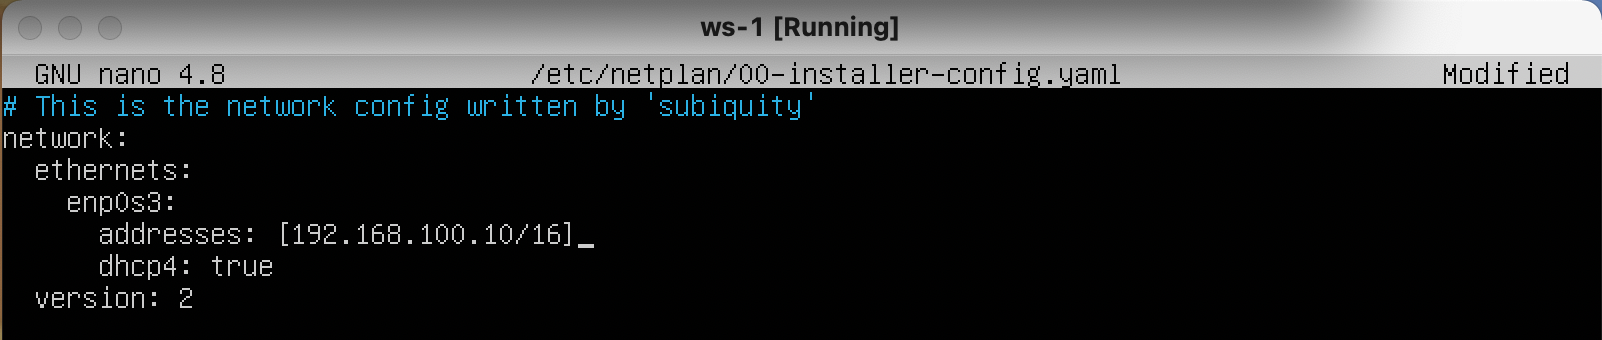 ws-1 [Running]
GNU nano 4.8 /etc/netplan/00-installer-config.yaml Modified
# This is the network config written by 'subiquity'
network:
  ethernets:
    enp0s3:
      addresses: [192.168.100.10/16]_
      dhcp4: true
  version: 2